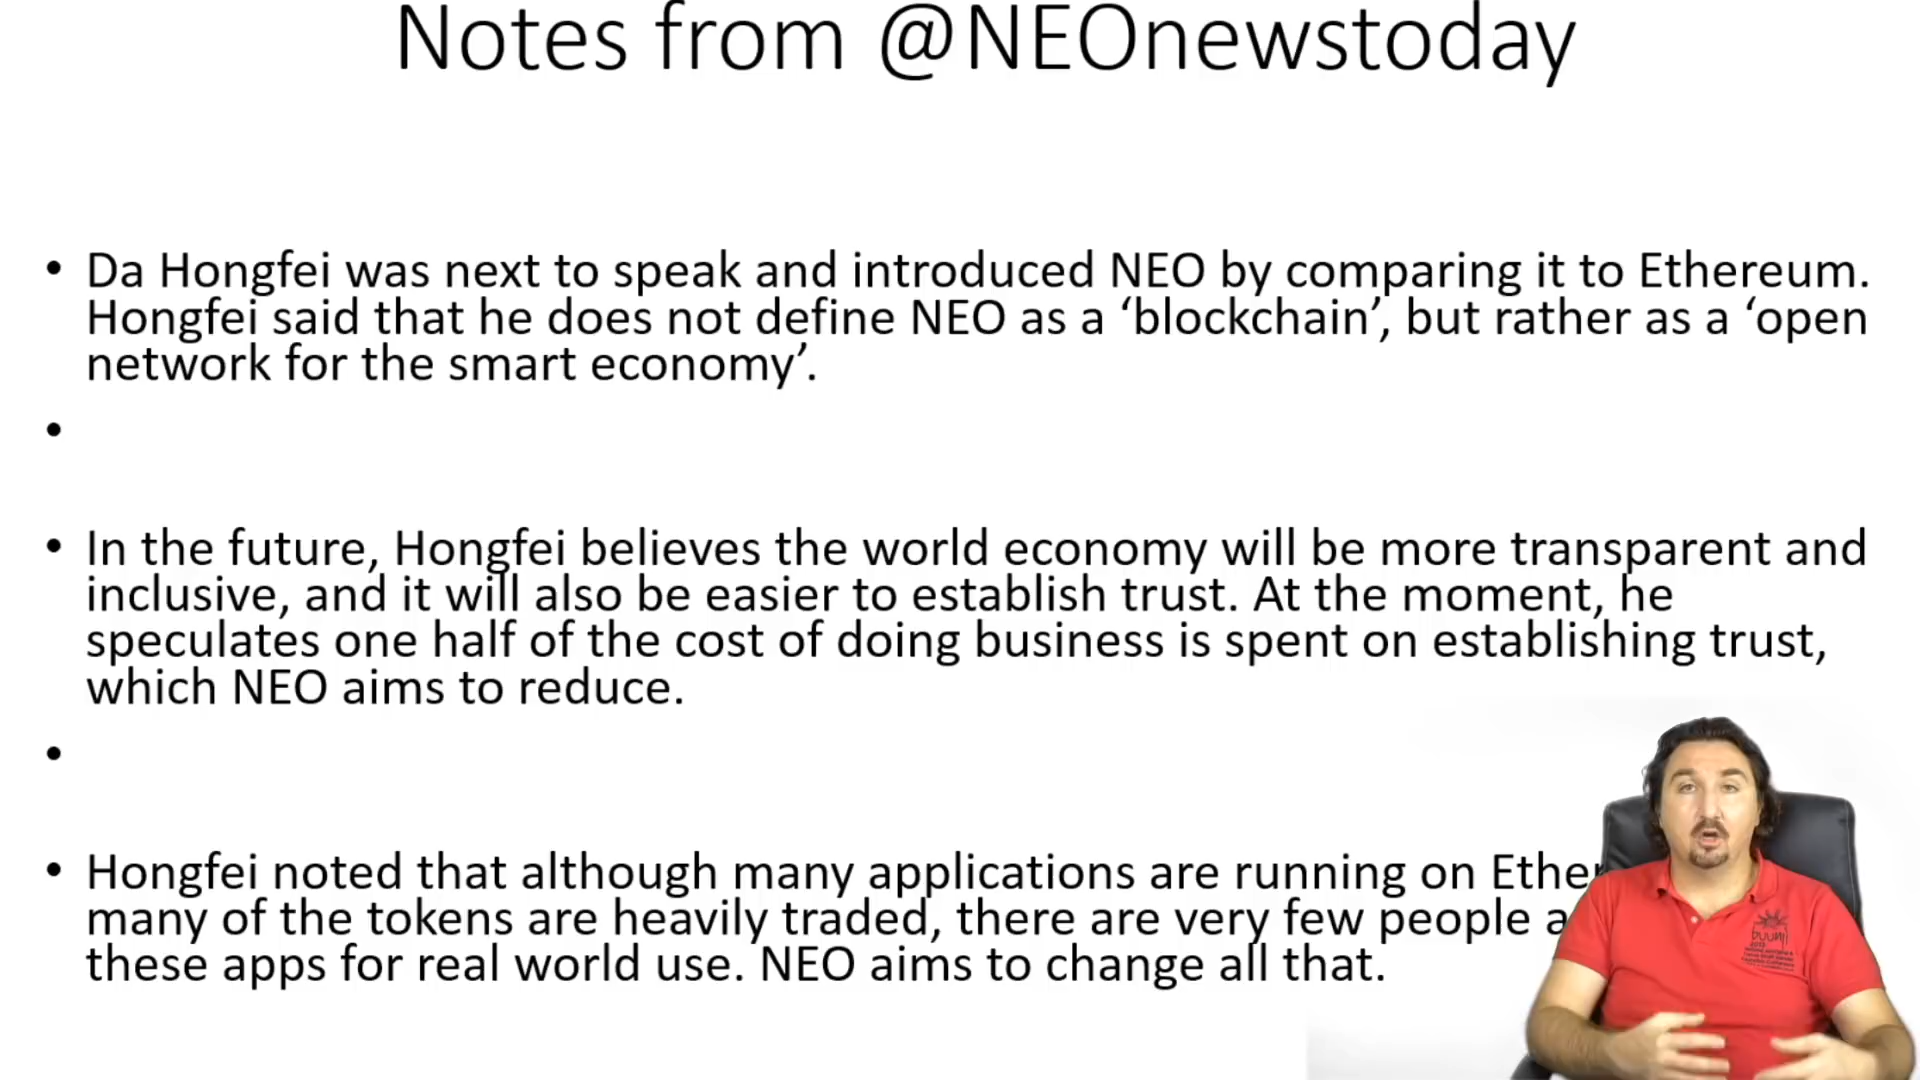 Notes from @NEOnewstoday
• Da Hongfei was next to speak and introduced NEO by comparing it to Ethereum.
Hongfei said that he does not define NEO as a ‘blockchain’, but rather as a ‘open
network for the smart economy’.
•
• In the future, Hongfei believes the world economy will be more transparent and
inclusive, and it will also be easier to establish trust. At the moment, he
speculates one half of the cost of doing business is spent on establishing trust,
which NEO aims to reduce.
•
• Hongfei noted that although many applications are running on
many of the tokens are heavily traded, there are very few people
these apps for real world use. NEO aims to change all that.